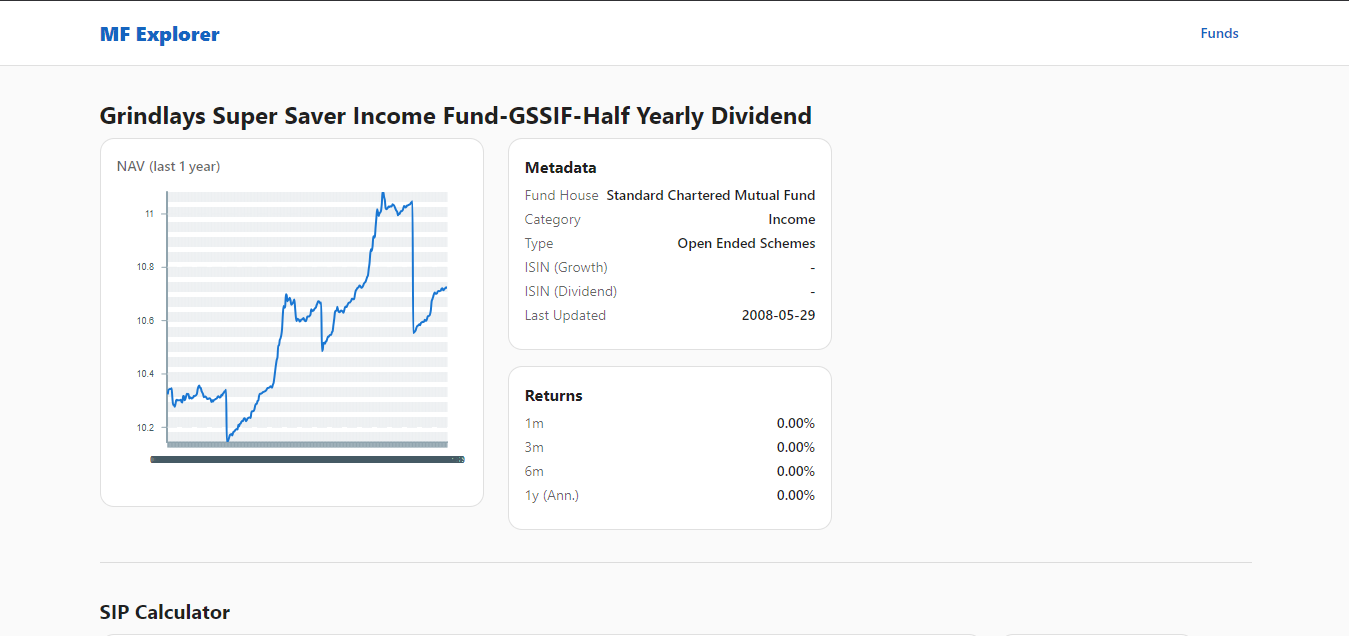 MF Explorer
Funds
Grindlays Super Saver Income Fund-GSSIF-Half Yearly Dividend
NAV (last 1 year)
11
10.8
10.6
10.4
10.2
Metadata
Fund House Standard Chartered Mutual Fund
Category Income
Type Open Ended Schemes
ISIN (Growth) -
ISIN (Dividend) -
Last Updated 2008-05-29
Returns
1m 0.00%
3m 0.00%
6m 0.00%
1y (Ann.) 0.00%
SIP Calculator